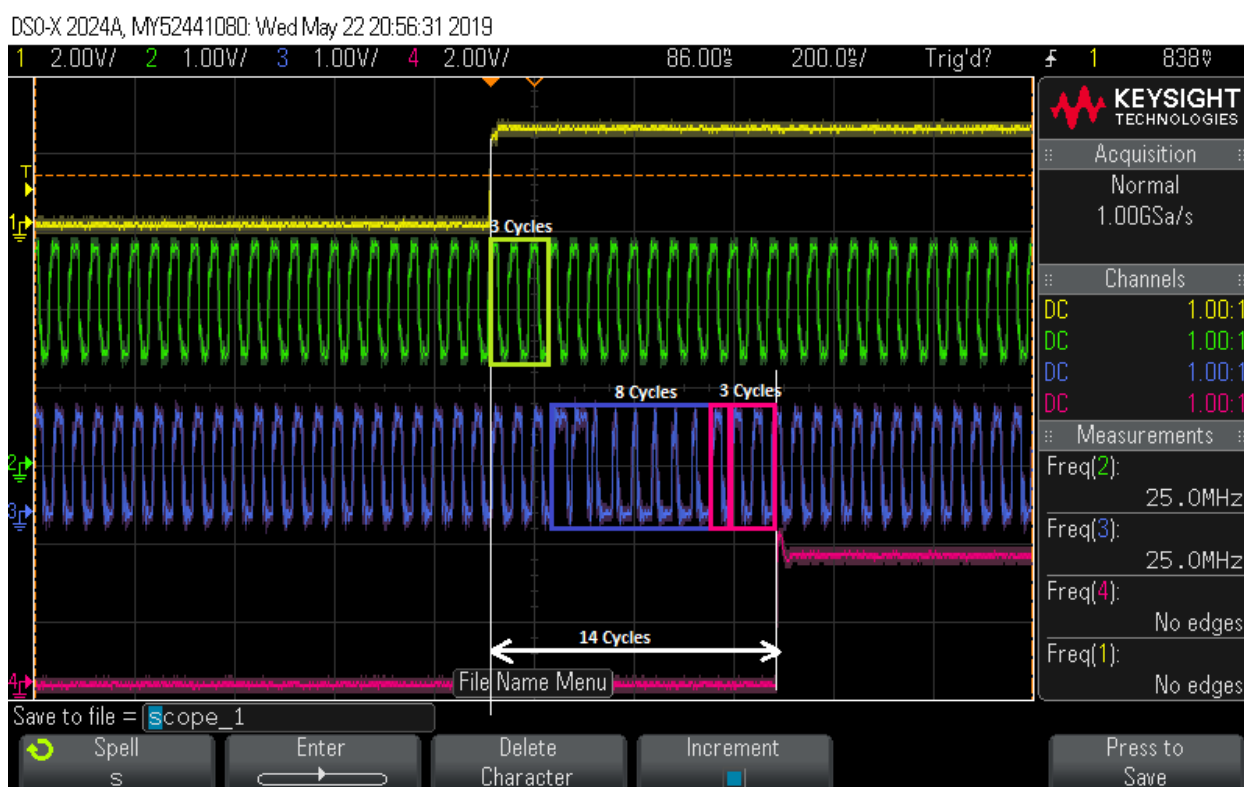 DSO-X 2024A, MY52441080: Wed May 22 20:56:31 2019
1 2.00V/ 2 1.00V/ 3 1.00V/ 4 2.00V/ 86.00ns 200.0ns/ Trig'd? 1 838mV
KEYSIGHT
TECHNOLOGIES
Acquisition
Normal
1.00GSa/s
Channels
DC 1.00:1
DC 1.00:1
DC 1.00:1
DC 1.00:1
Measurements
Freq(2):
25.0MHz
Freq(3):
25.0MHz
Freq(4):
No edges
Freq(1):
No edges
T
1
3 Cycles
8 Cycles 3 Cycles
2
3
14 Cycles
4
File Name Menu
Save to file = scope_1
Spell Enter Delete Increment Press to
s Character Save